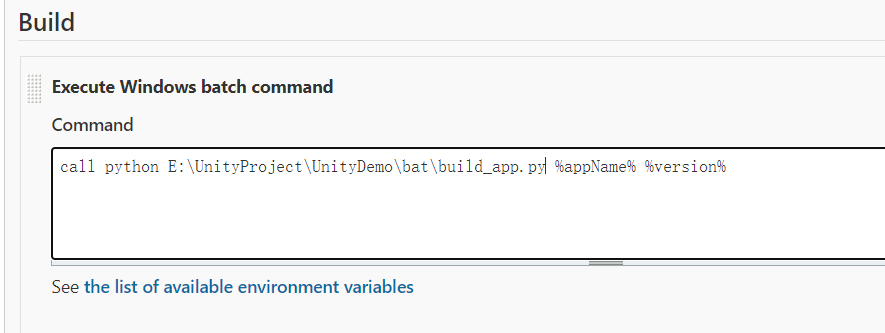 Build
Execute Windows batch command
Command
call python E:\UnityProject\UnityDemo\bat\build_app.py %appName% %version%
See the list of available environment variables